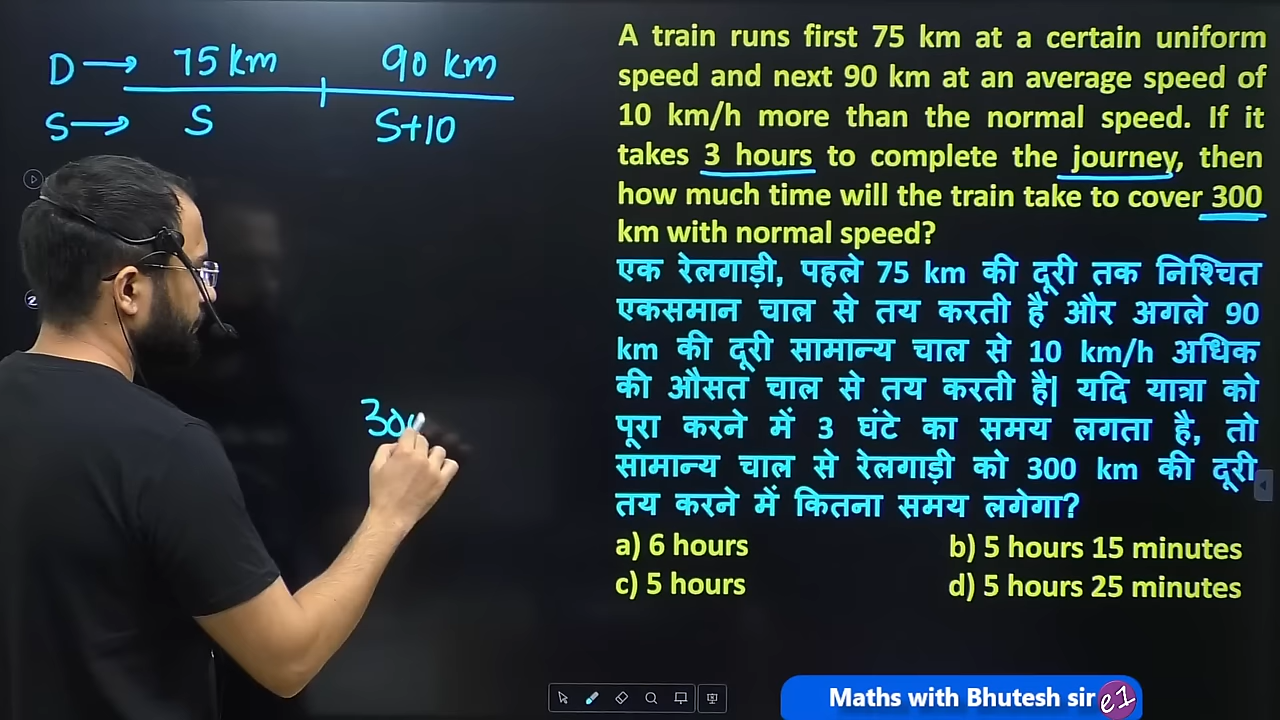 D → 75 km 90 km
S → S S+10
A train runs first 75 km at a certain uniform
speed and next 90 km at an average speed of
10 km/h more than the normal speed. If it
takes 3 hours to complete the journey, then
how much time will the train take to cover 300
km with normal speed?
एक रेलगाड़ी, पहले 75 km की दूरी तक निश्चित
एकसमान चाल से तय करती है और अगले 90
km की दूरी सामान्य चाल से 10 km/h अधिक
की औसत चाल से तय करती है| यदि यात्रा को
पूरा करने में 3 घंटे का समय लगता है, तो
सामान्य चाल से रेलगाड़ी को 300 km की दूरी
तय करने में कितना समय लगेगा?
a) 6 hours b) 5 hours 15 minutes
c) 5 hours d) 5 hours 25 minutes
Maths with Bhutesh sir e1